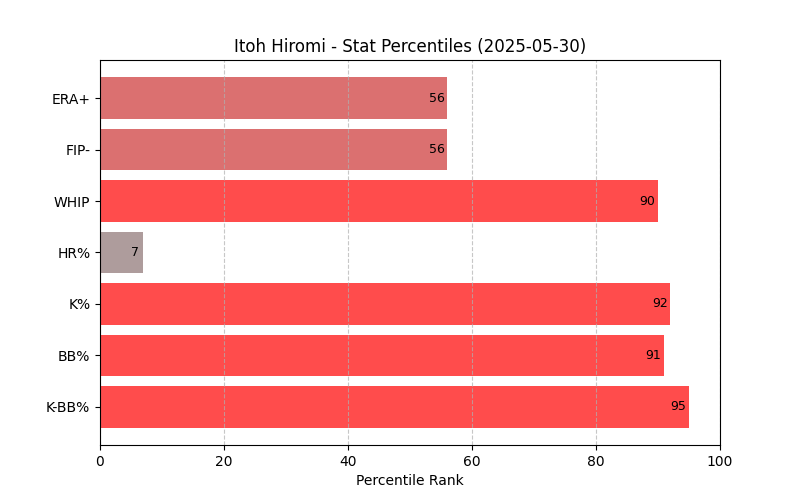 Itoh Hiromi - Stat Percentiles (2025-05-30)
ERA+ 56
FIP- 56
WHIP 90
HR% 7
K% 92
BB% 91
K-BB% 95
0 20 40 60 80 100
Percentile Rank